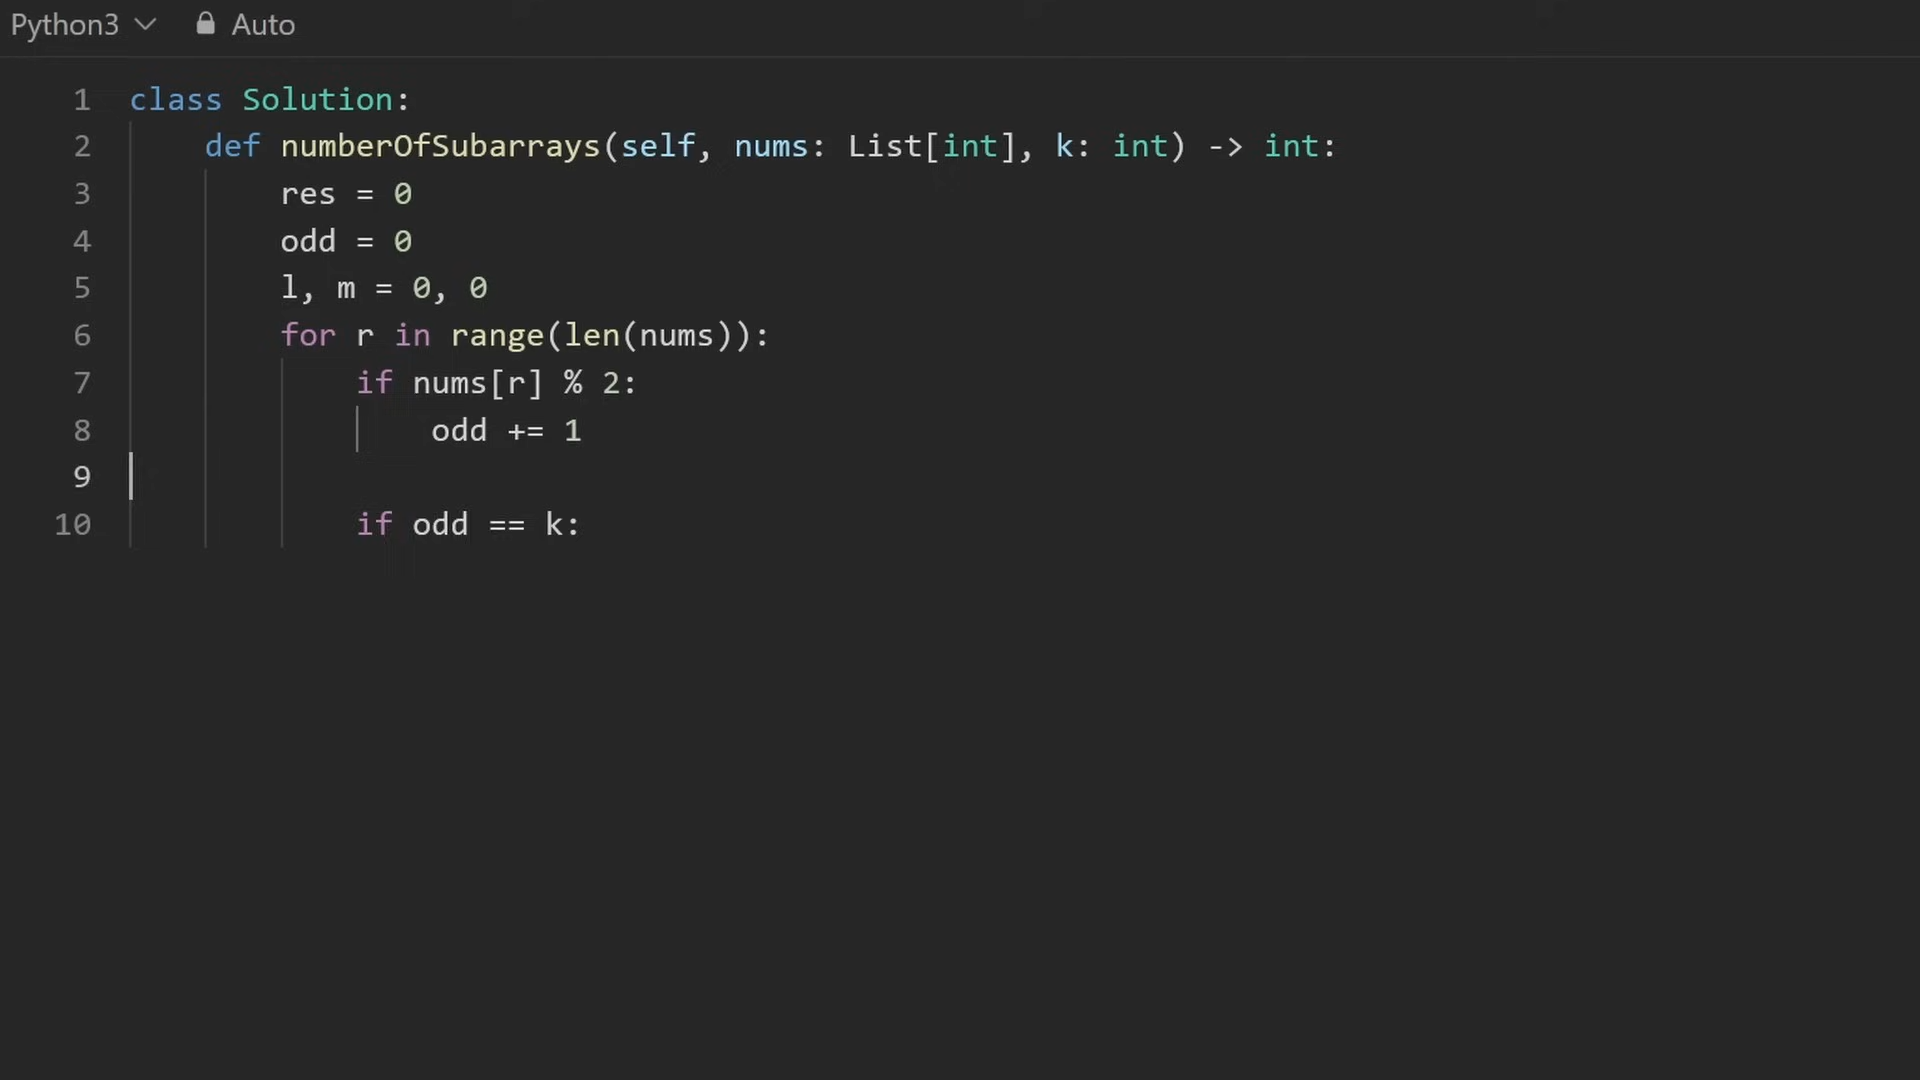 Python3 Auto
1 class Solution:
2 def numberOfSubarrays(self, nums: List[int], k: int) -> int:
3 res = 0
4 odd = 0
5 l, m = 0, 0
6 for r in range(len(nums)):
7 if nums[r] % 2:
8 odd += 1
9
10 if odd == k: